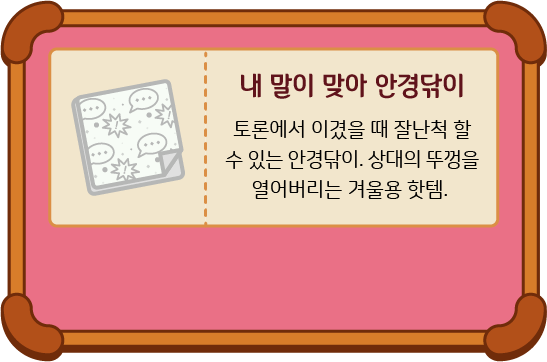 내 말이 맞아 안경닦이
토론에서 이겼을 때 잘난척 할
수 있는 안경닦이. 상대의 뚜껑을
열어버리는 겨울용 핫템.